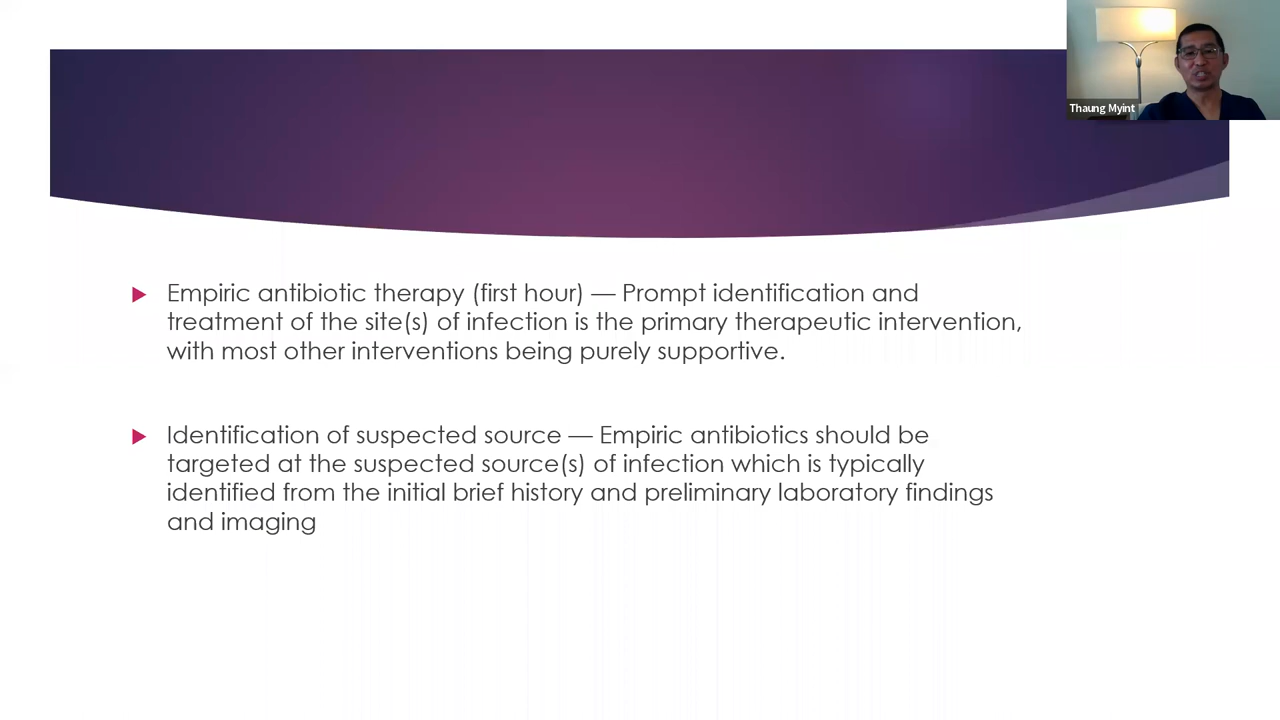 Thaung Myint
Empiric antibiotic therapy (first hour) — Prompt identification and
treatment of the site(s) of infection is the primary therapeutic intervention,
with most other interventions being purely supportive.
Identification of suspected source — Empiric antibiotics should be
targeted at the suspected source(s) of infection which is typically
identified from the initial brief history and preliminary laboratory findings
and imaging